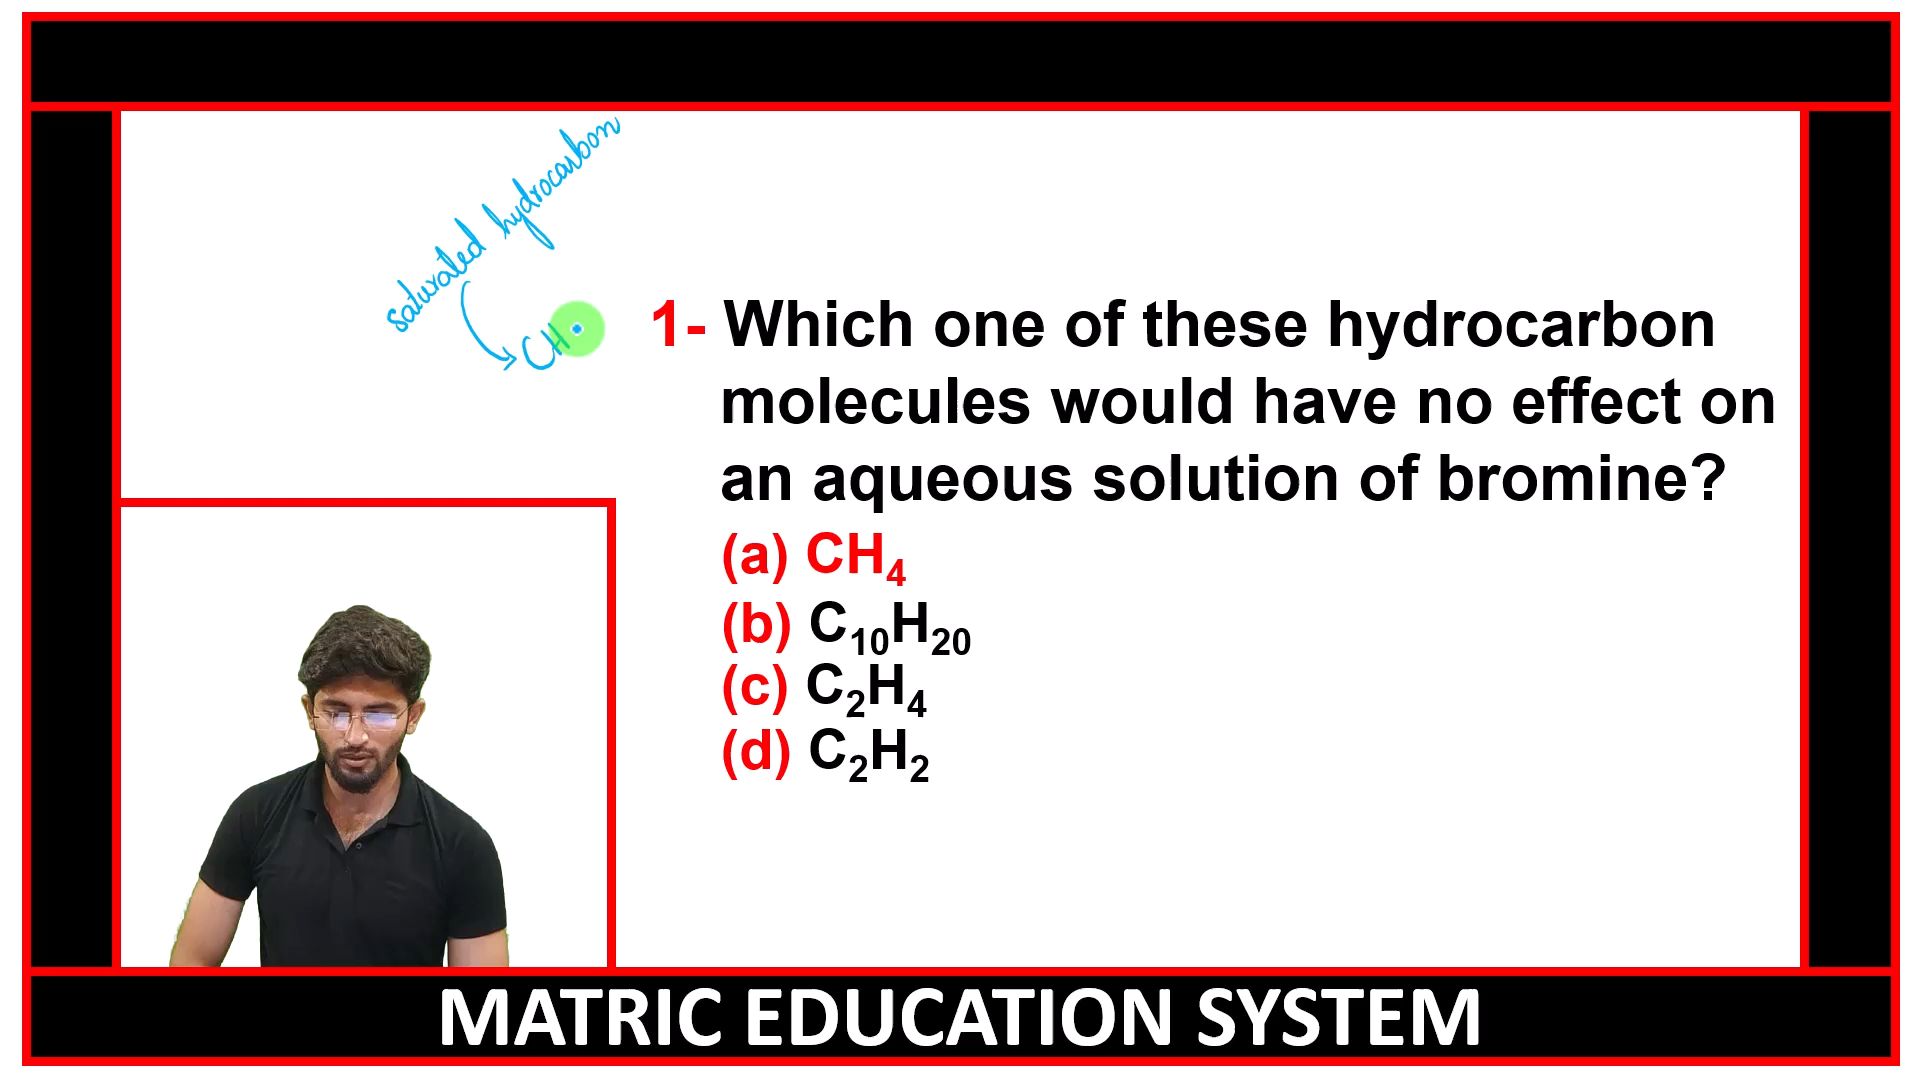 saturated hydrocarbon
CH
1- Which one of these hydrocarbon
molecules would have no effect on
an aqueous solution of bromine?
(a) CH₄
(b) C₁₀H₂₀
(c) C₂H₄
(d) C₂H₂
MATRIC EDUCATION SYSTEM